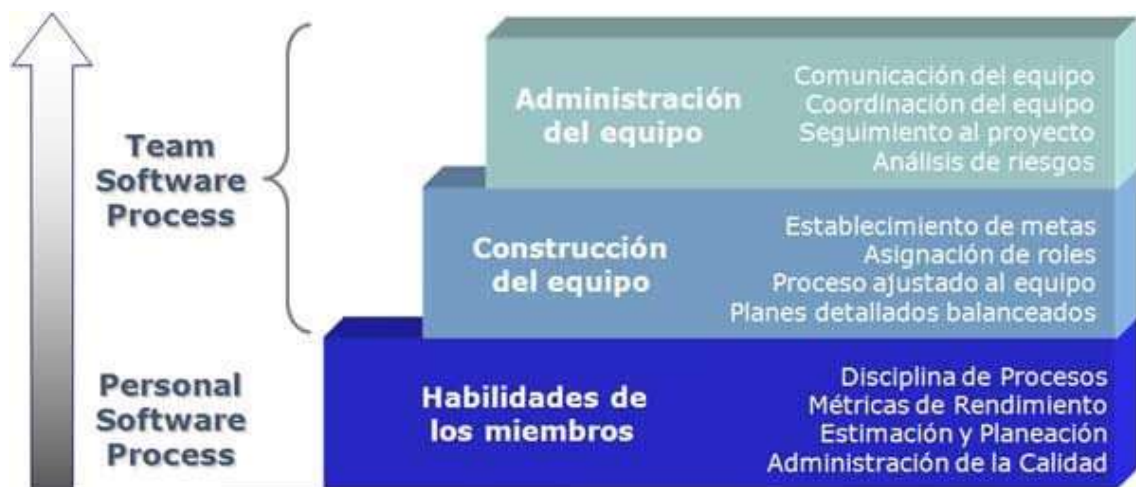 Team
Software
Process
Administración
del equipo
Comunicación del equipo
Coordinación del equipo
Seguimiento al proyecto
Análisis de riesgos
Construcción
del equipo
Establecimiento de metas
Asignación de roles
Proceso ajustado al equipo
Planes detallados balanceados
Personal
Software
Process
Habilidades de
los miembros
Disciplina de Procesos
Métricas de Rendimiento
Estimación y Planeación
Administración de la Calidad